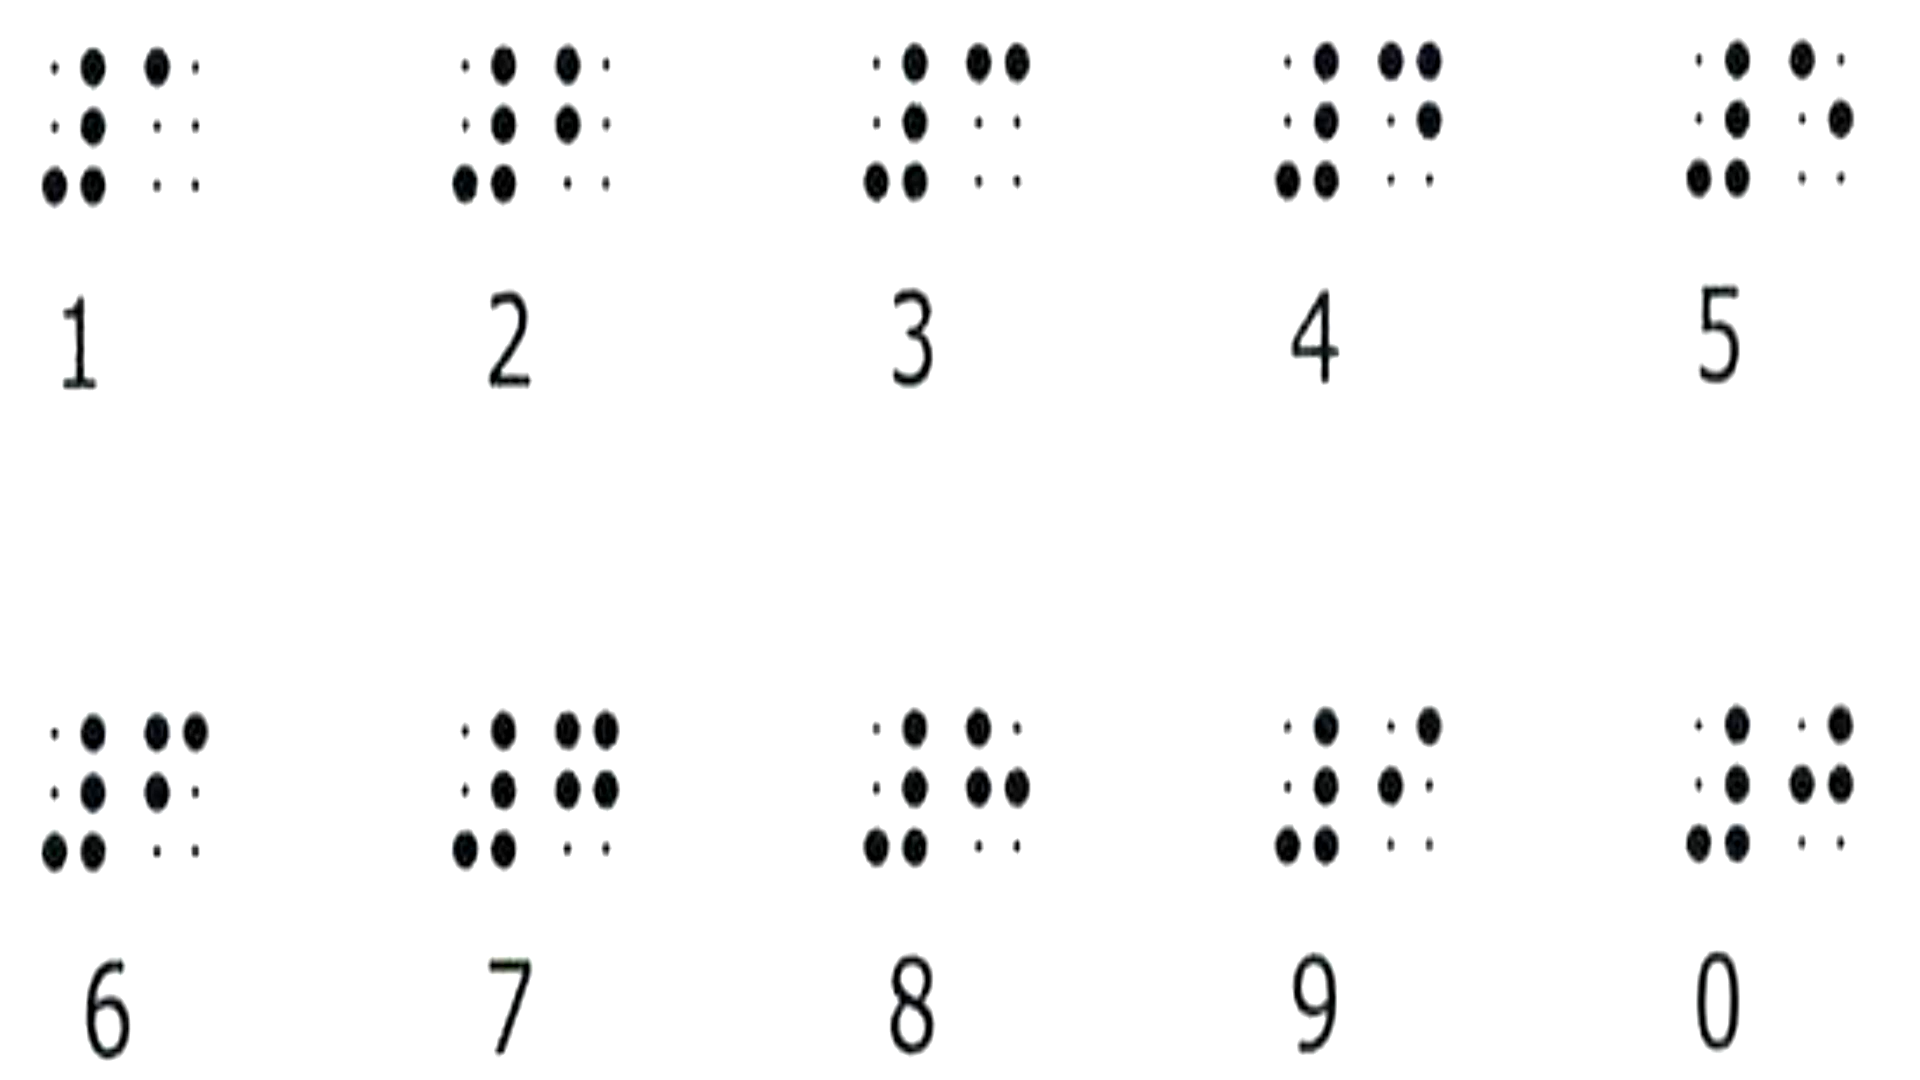 ⠼⠁ ⠼⠃ ⠼⠉ ⠼⠙ ⠼⠑
1 2 3 4 5
⠼⠋ ⠼⠛ ⠼⠓ ⠼⠊ ⠼⠚
6 7 8 9 0